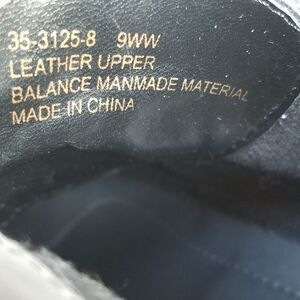 35-3125-8 9WW
LEATHER UPPER
BALANCE MANMADE MATERIAL
MADE IN CHINA